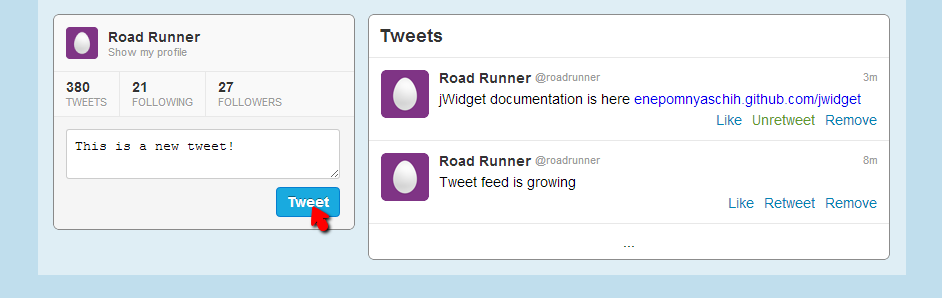 Road Runner
Show my profile
380 21 27
TWEETS FOLLOWING FOLLOWERS
This is a new tweet!
Tweet
Tweets
Road Runner @roadrunner 3m
jWidget documentation is here enepomnyaschih.github.com/jwidget
Like Unretweet Remove
Road Runner @roadrunner 8m
Tweet feed is growing
Like Retweet Remove
...